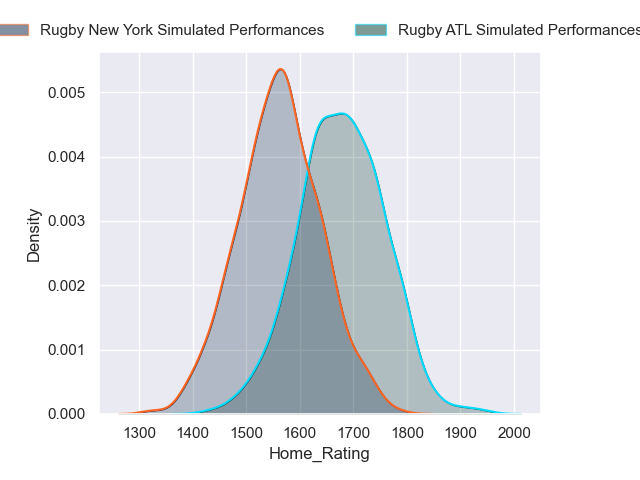 Rugby New York Simulated Performances Rugby ATL Simulated Performances
0.005
0.004
0.003
0.002
0.001
0.000
Density
1300 1400 1500 1600 1700 1800 1900 2000
Home_Rating